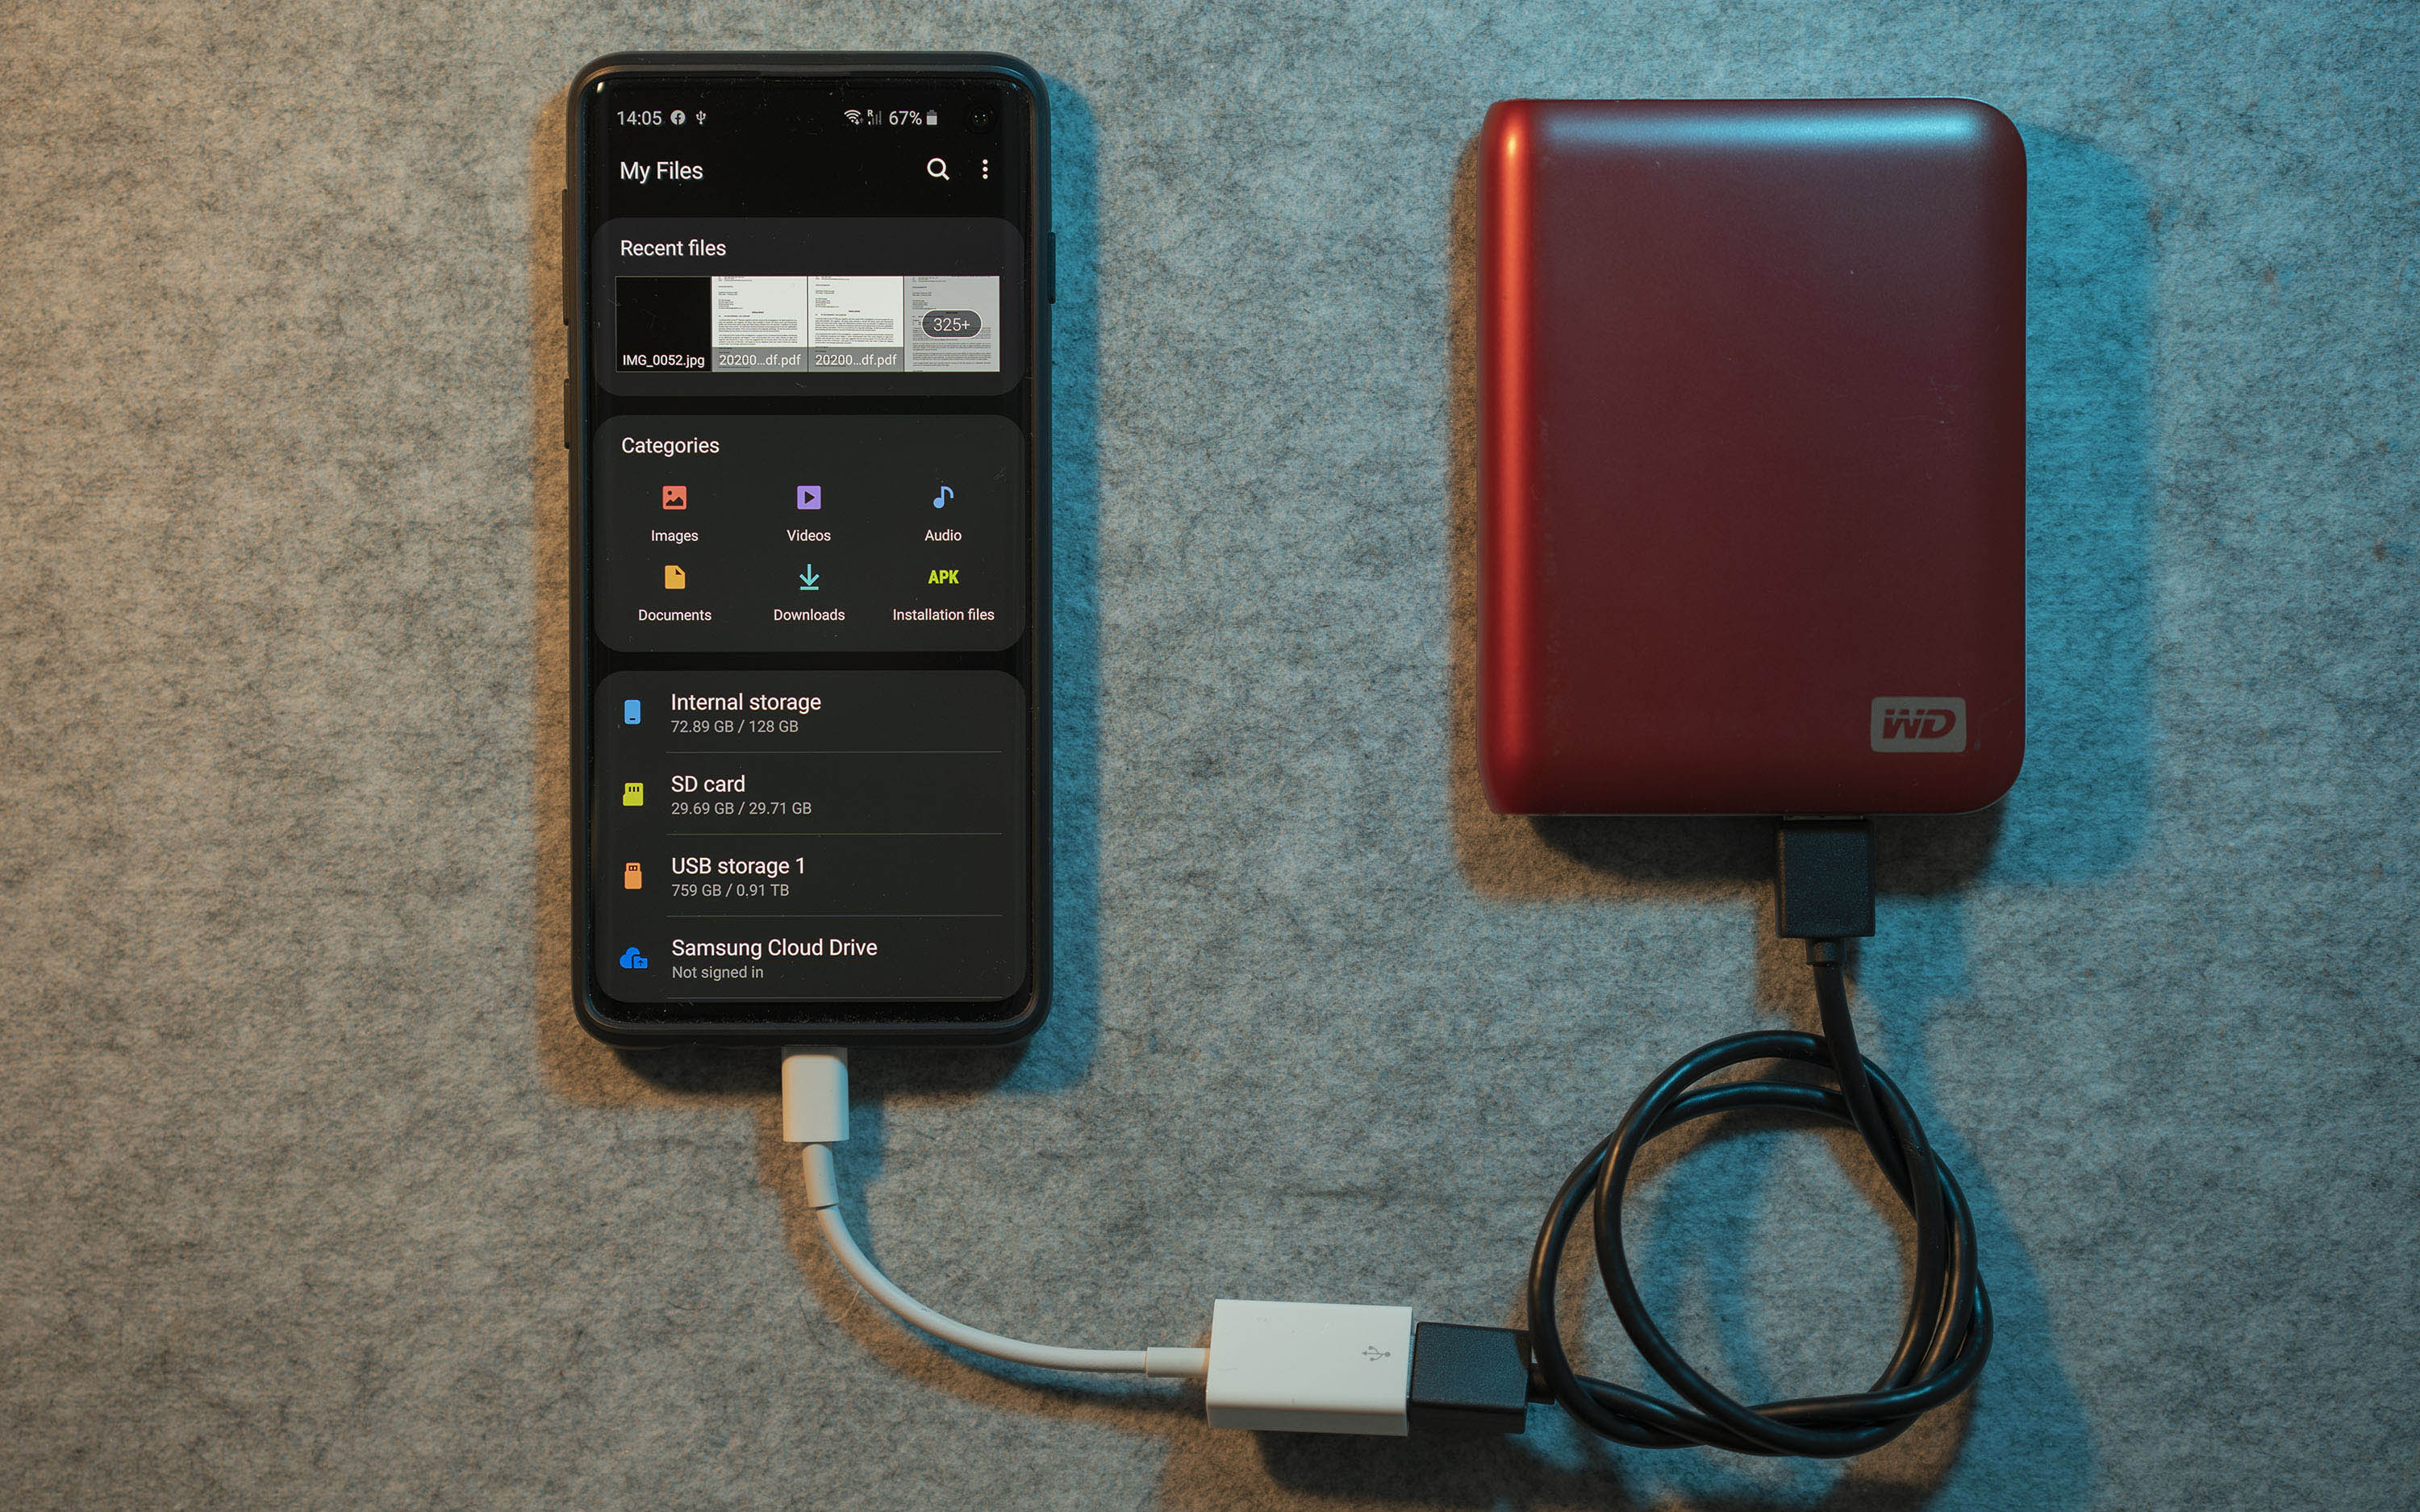 14:05 R 67%
My Files
Recent files
IMG_0052.jpg 20200...df.pdf 20200...df.pdf 325+
Categories
Images Videos Audio
APK
Documents Downloads Installation files
Internal storage
72.89 GB / 128 GB
SD card
29.69 GB / 29.71 GB
USB storage 1
759 GB / 0.91 TB
Samsung Cloud Drive
Not signed in
WD